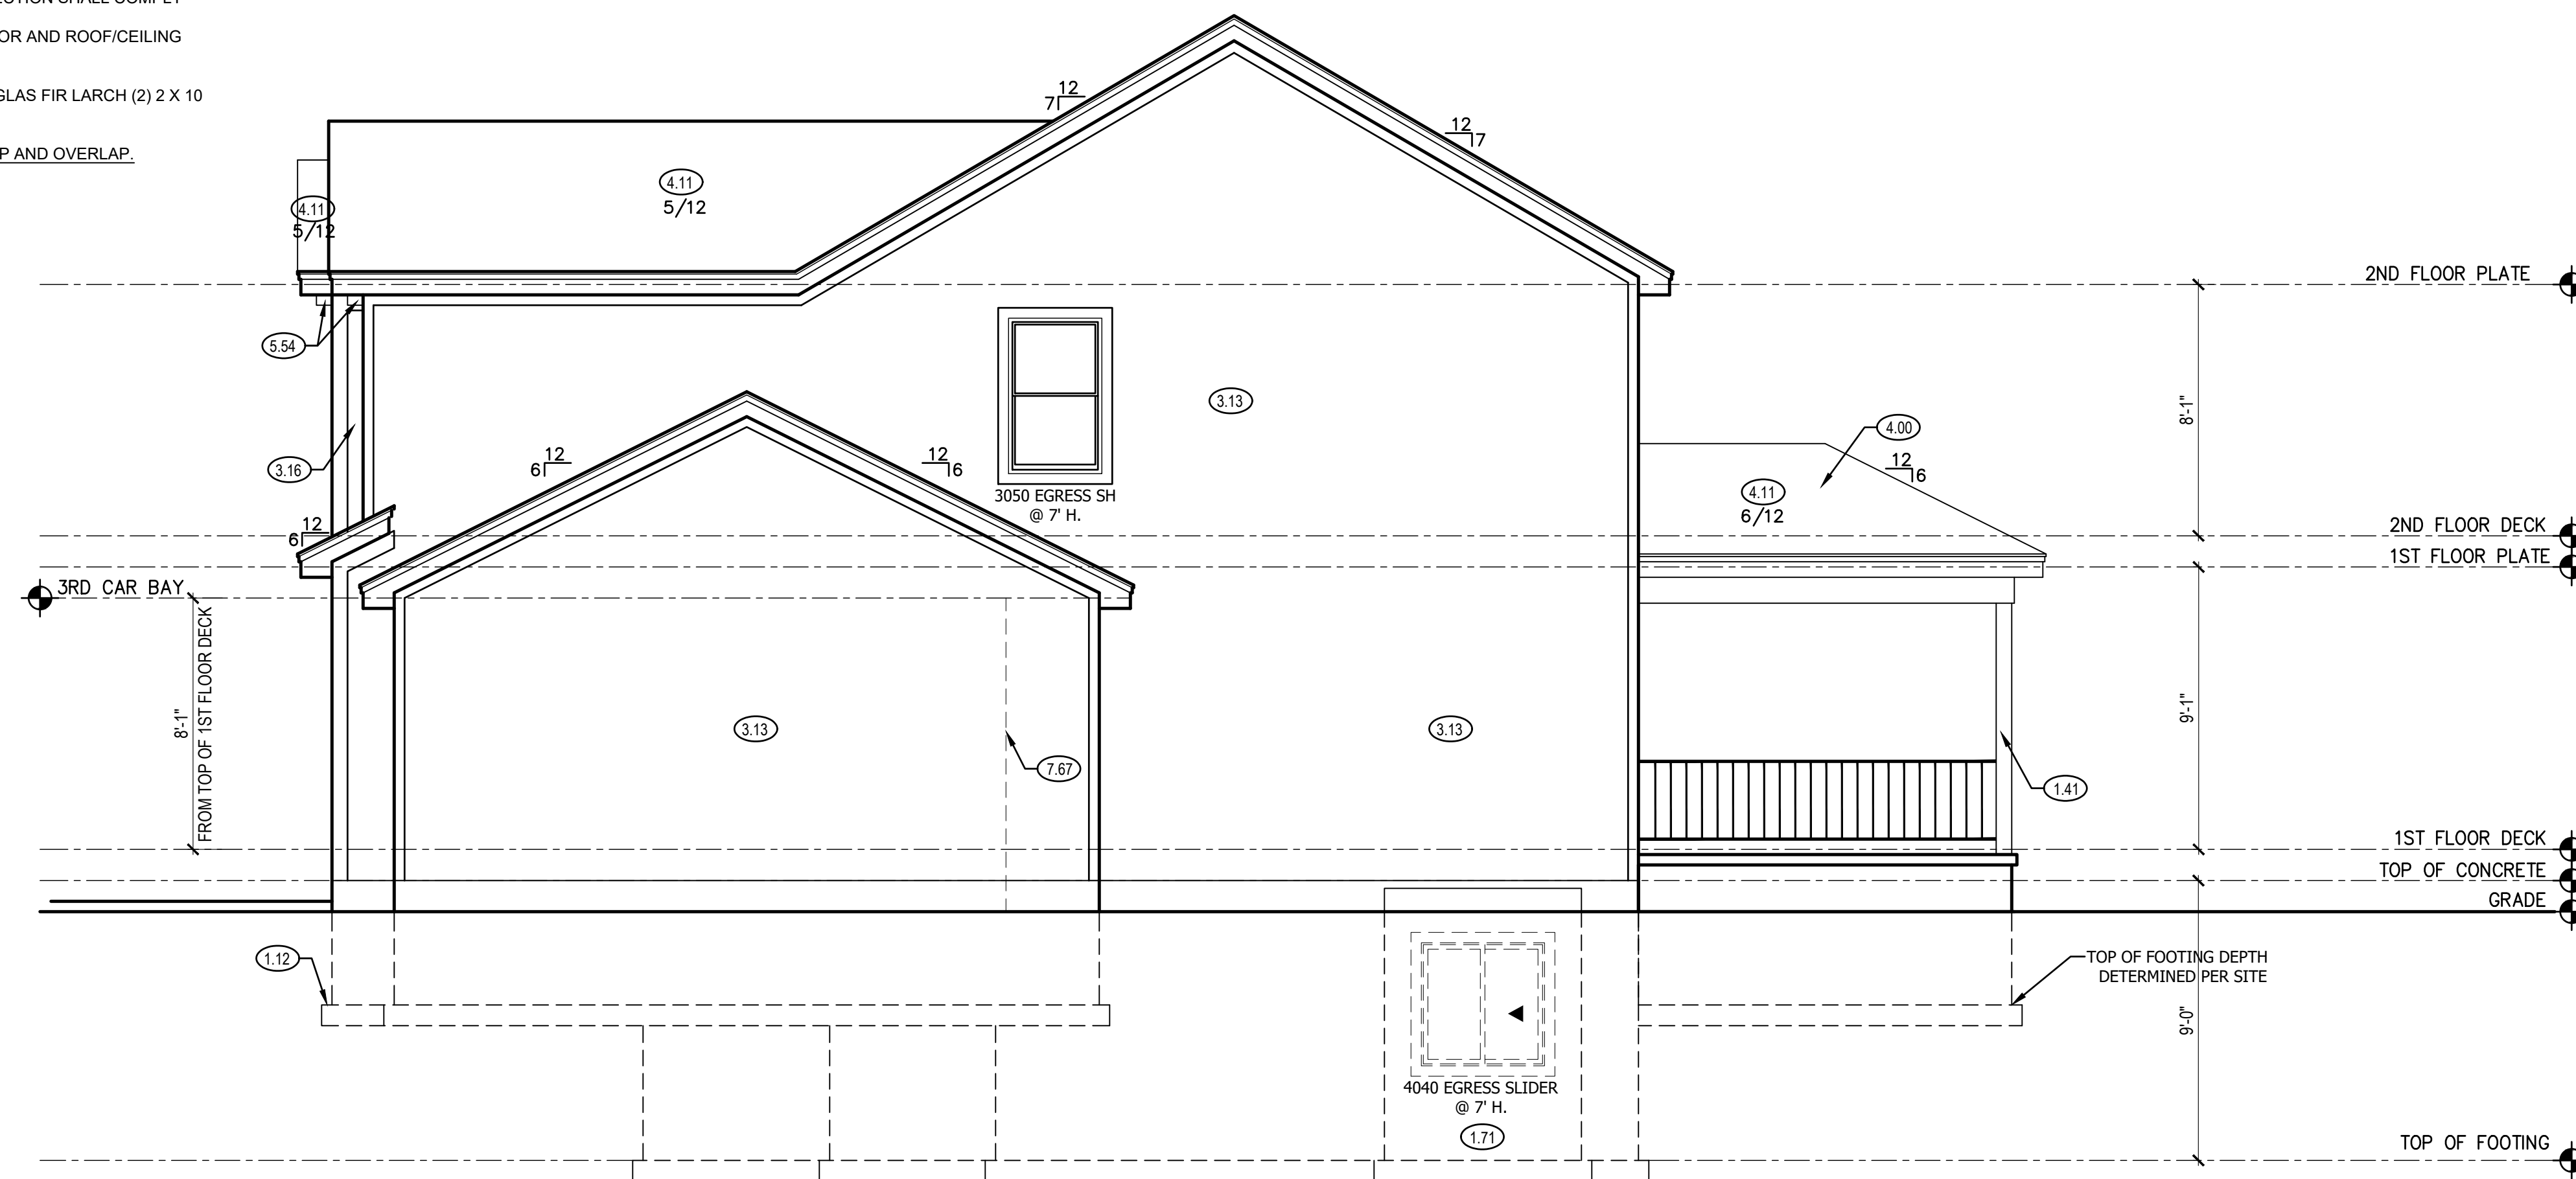 OR AND ROOF/CEILING
GLAS FIR LARCH (2) 2 X 10
P AND OVERLAP.
12
7
12
7
4.11
5/12
4.11
5/12
2ND FLOOR PLATE
5.54
3.13
8'-1"
4.00
12
6
12
6
12
6
3.16
3050 EGRESS SH
@ 7' H.
4.11
6/12
12
6
2ND FLOOR DECK
1ST FLOOR PLATE
3RD CAR BAY
8'-1"
FROM TOP OF 1ST FLOOR DECK
3.13
3.13
9'-1"
7.67
1.41
1ST FLOOR DECK
TOP OF CONCRETE
GRADE
1.12
TOP OF FOOTING DEPTH
DETERMINED PER SITE
9'-0"
4040 EGRESS SLIDER
@ 7' H.
1.71
TOP OF FOOTING